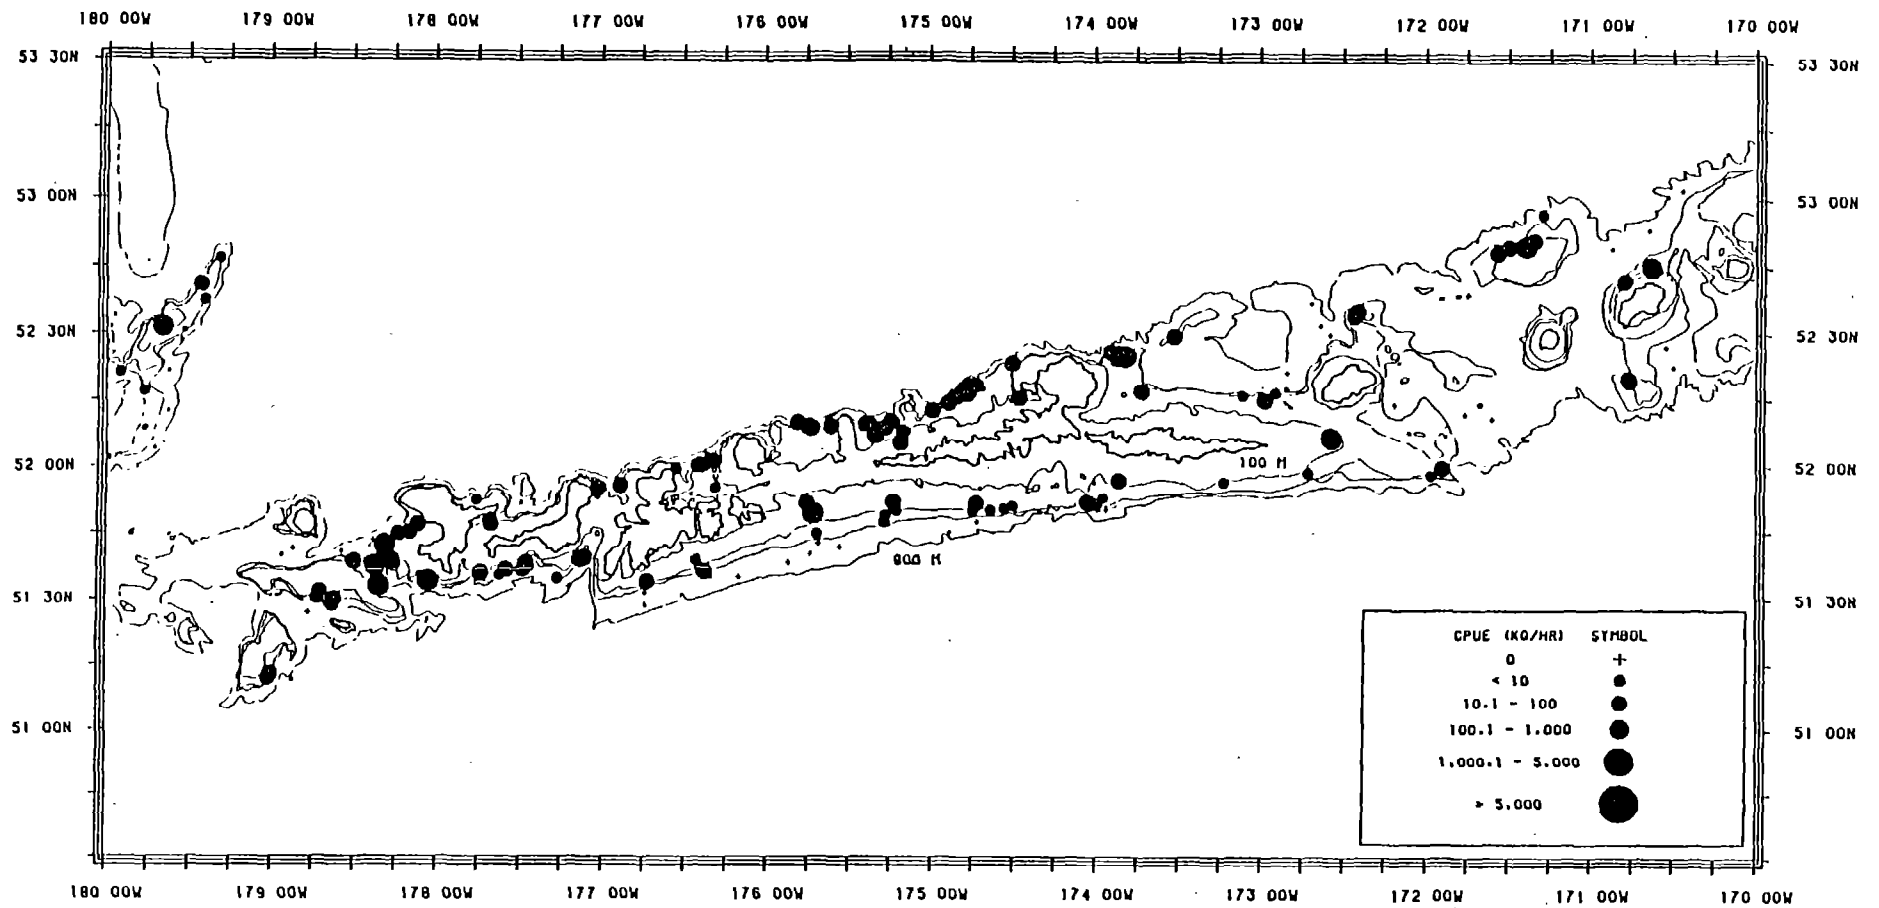 180 00W 179 00W 178 00W 177 00W 176 00W 175 00W 174 00W 173 00W 172 00W 171 00W 170 00W
53 30N 53 30N
53 00N 53 00N
52 30N 52 30N
52 00N 100 M 52 00N
900 M
51 30N 51 30N
CPUE (KG/HR) SYMBOL
0 +
< 10
10.1 - 100
51 00N 100.1 - 1.000 51 00N
1,000.1 - 5.000
> 5,000
180 00W 179 00W 178 00W 177 00W 176 00W 175 00W 174 00W 173 00W 172 00W 171 00W 170 00W